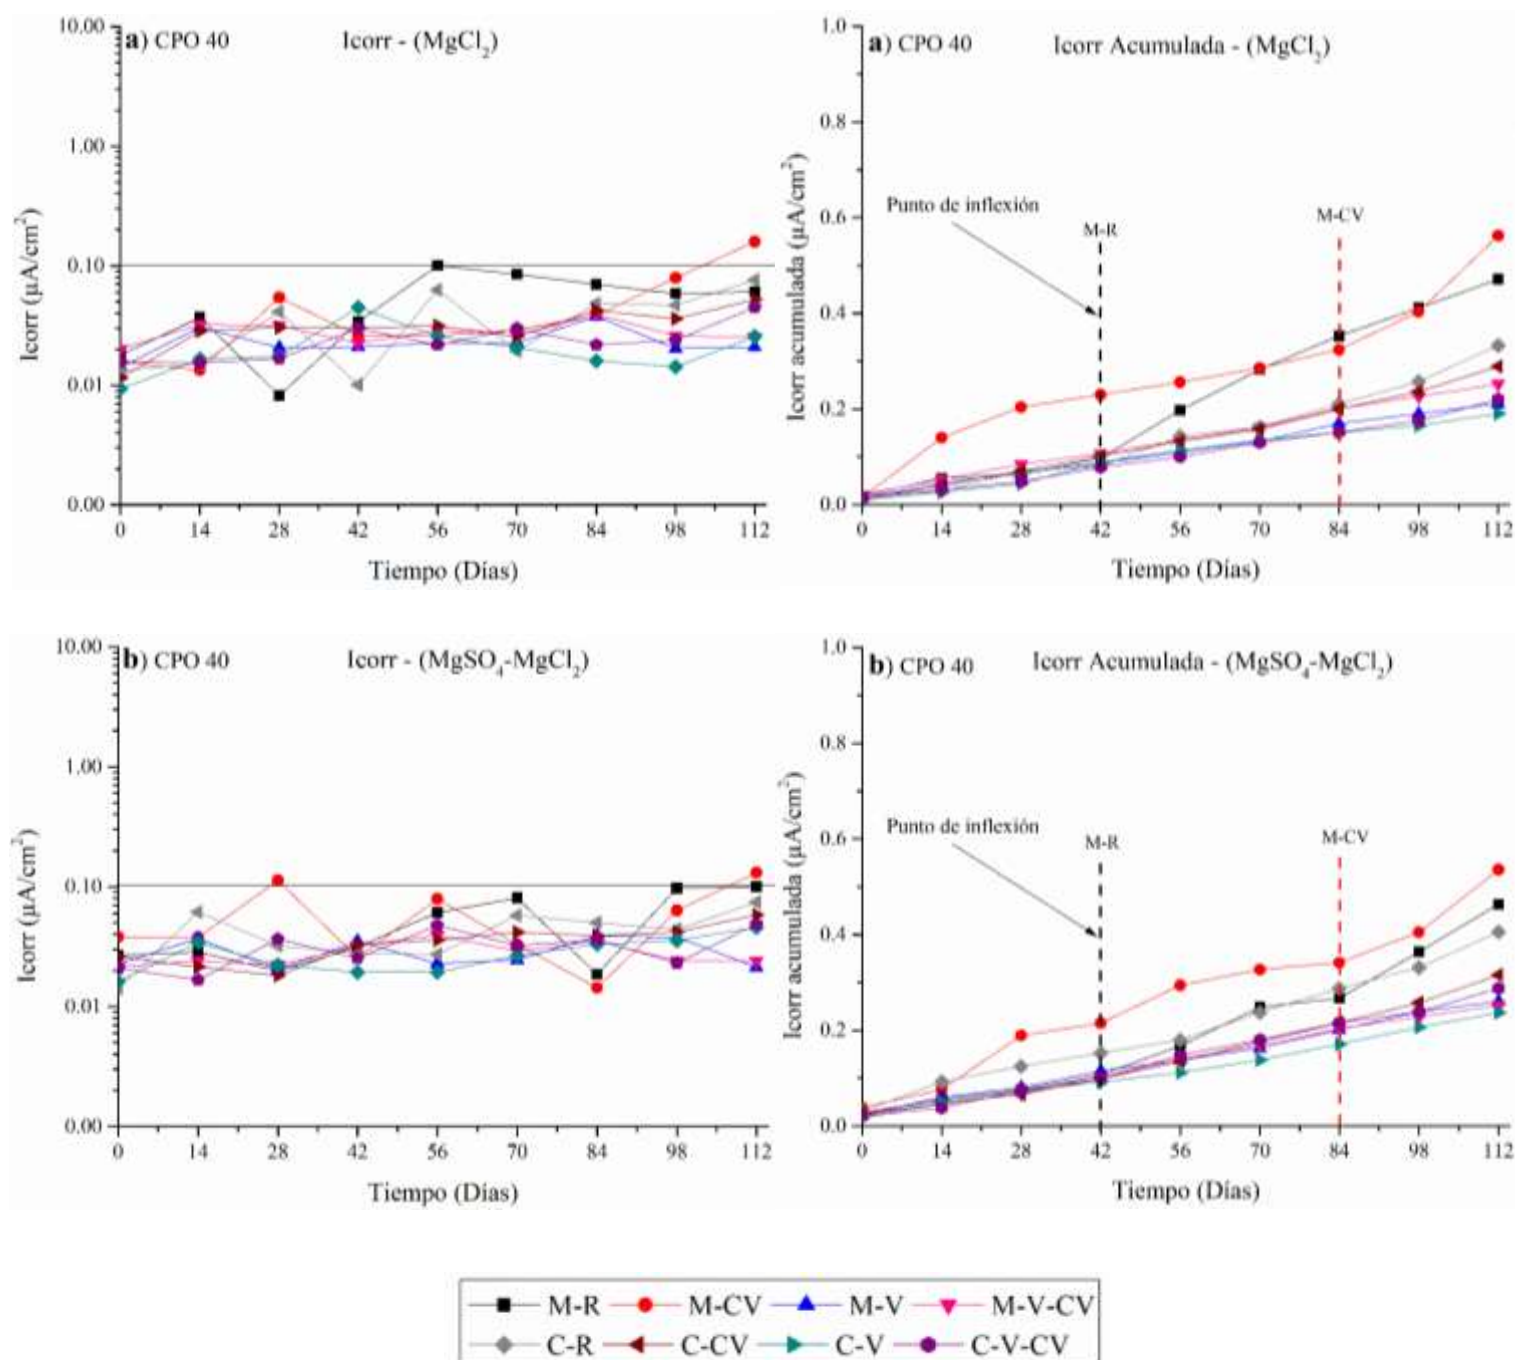 a) CPO 40 Icorr - (MgCl₂)
10.00
1.00
0.10
0.01
0.00
Icorr (µA/cm²)
0 14 28 42 56 70 84 98 112
Tiempo (Días)
a) CPO 40 Icorr Acumulada - (MgCl₂)
1.0
0.8
0.6
0.4
0.2
0.0
Icorr acumulada (µA/cm²)
Punto de inflexión
M-R
M-CV
0 14 28 42 56 70 84 98 112
Tiempo (Días)
b) CPO 40 Icorr - (MgSO₄-MgCl₂)
10.00
1.00
0.10
0.01
0.00
Icorr (µA/cm²)
0 14 28 42 56 70 84 98 112
Tiempo (Días)
b) CPO 40 Icorr Acumulada - (MgSO₄-MgCl₂)
1.0
0.8
0.6
0.4
0.2
0.0
Icorr acumulada (µA/cm²)
Punto de inflexión
M-R
M-CV
0 14 28 42 56 70 84 98 112
Tiempo (Días)
M-R M-CV M-V M-V-CV
C-R C-CV C-V C-V-CV